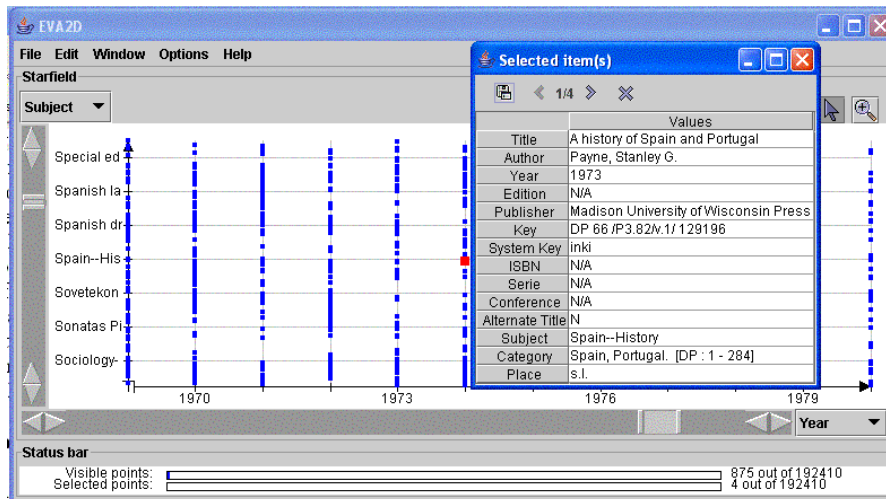 EVA2D
File Edit Window Options Help
Starfield
Subject
Special ed
Spanish la
Spanish dr
Spain--His
Sovetekon
Sonatas Pi
Sociology-
1970 1973 1976 1979
Year
Selected item(s)
1/4
Values
Title A history of Spain and Portugal
Author Payne, Stanley G.
Year 1973
Edition N/A
Publisher Madison University of Wisconsin Press
Key DP 66 /P3.82/v.1/ 129196
System Key inki
ISBN N/A
Serie N/A
Conference N/A
Alternate Title N
Subject Spain--History
Category Spain, Portugal. [DP : 1 - 284]
Place s.l.
Status bar
Visible points: 875 out of 192410
Selected points: 4 out of 192410